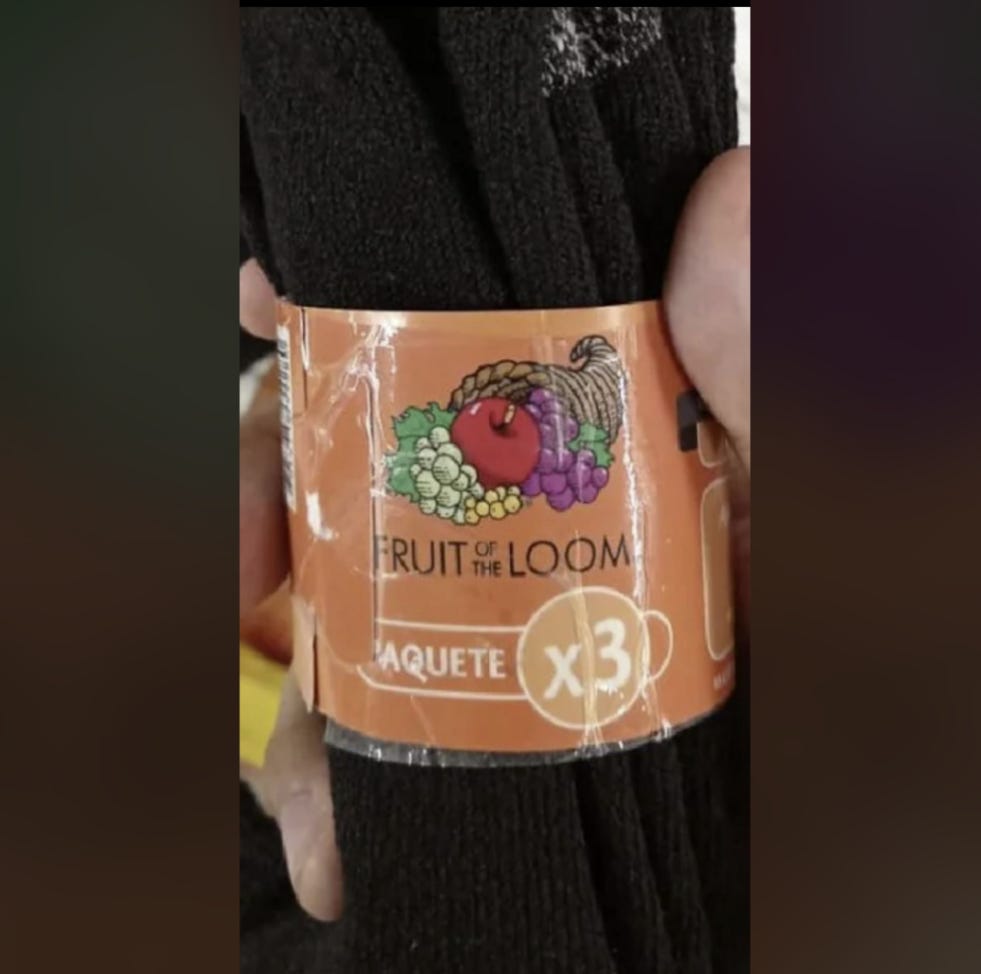 FRUIT OF THE LOOM
AQUETE x3